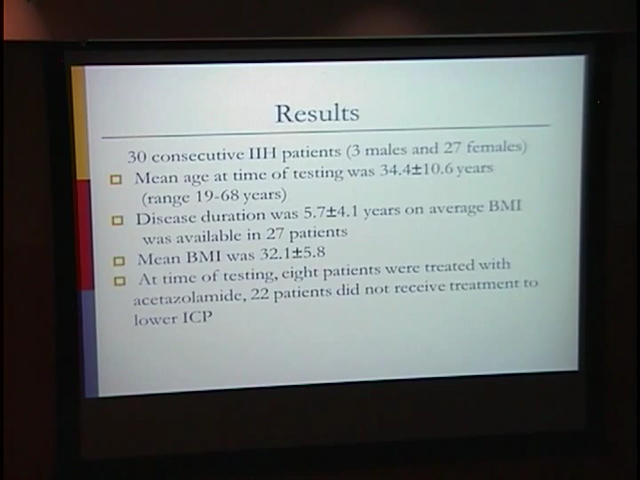 Results
30 consecutive IIH patients (3 males and 27 females)
Mean age at time of testing was 34.4±10.6 years
(range 19-68 years)
Disease duration was 5.7±4.1 years on average BMI
was available in 27 patients
Mean BMI was 32.1±5.8
At time of testing, eight patients were treated with
acetazolamide, 22 patients did not receive treatment to
lower ICP